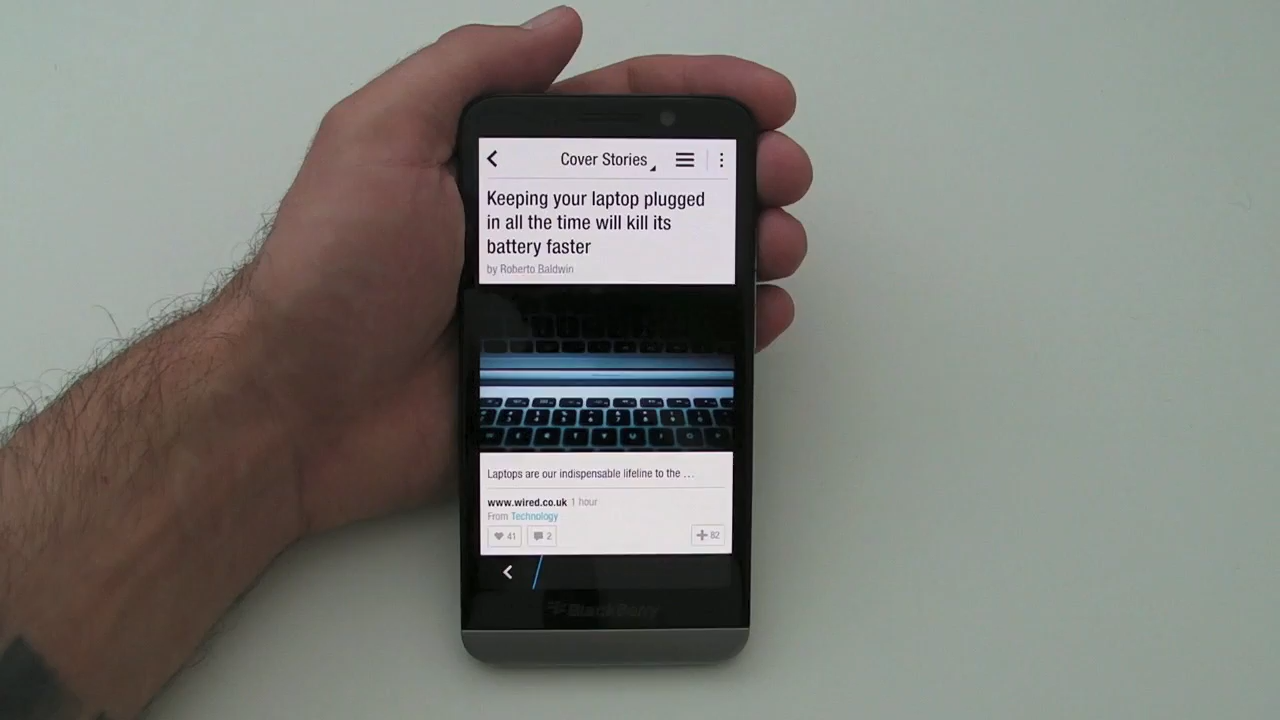 Cover Stories
Keeping your laptop plugged
in all the time will kill its
battery faster
by Roberto Baldwin
Laptops are our indispensable lifeline to the ...
www.wired.co.uk 1 hour
From Technology
41 2 82
BlackBerry